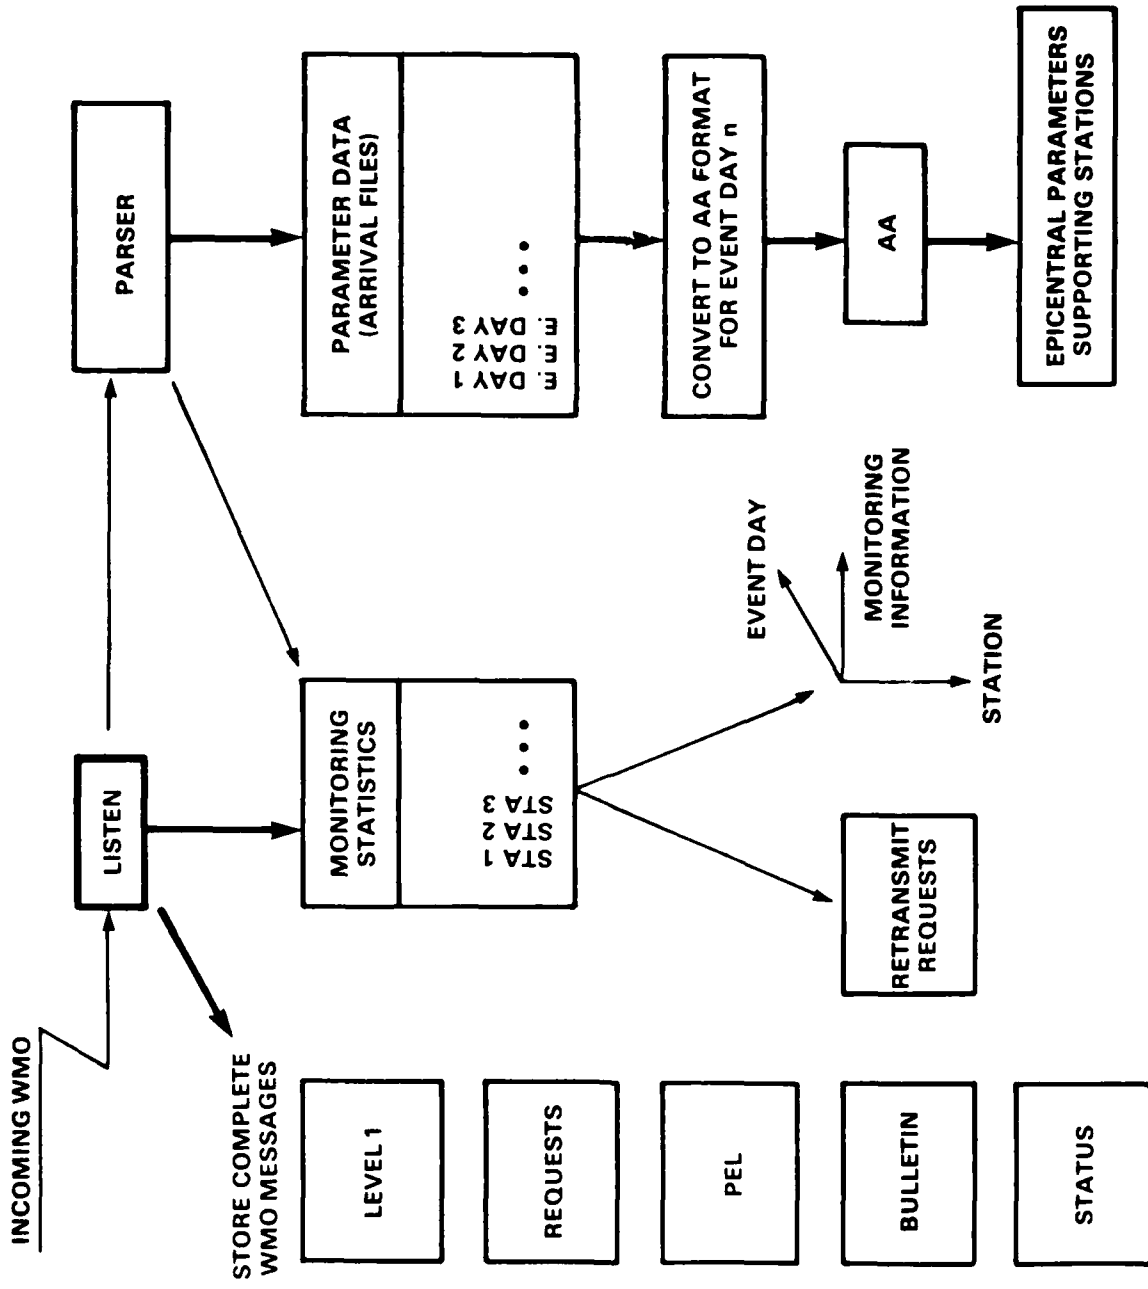 INCOMING WMO
LISTEN
PARSER
STORE COMPLETE
WMO MESSAGES
LEVEL 1
REQUESTS
PEL
BULLETIN
STATUS
MONITORING
STATISTICS
STA 1
STA 2
STA 3
RETRANSMIT
REQUESTS
EVENT DAY
MONITORING
INFORMATION
STATION
PARAMETER DATA
(ARRIVAL FILES)
E. DAY 1
E. DAY 2
E. DAY 3
CONVERT TO AA FORMAT
FOR EVENT DAY n
AA
EPICENTRAL PARAMETERS
SUPPORTING STATIONS